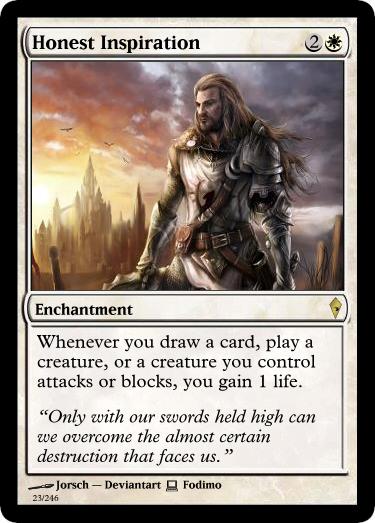 Honest Inspiration 2
Enchantment
Whenever you draw a card, play a
creature, or a creature you control
attacks or blocks, you gain 1 life.
“Only with our swords held high can
we overcome the almost certain
destruction that faces us.”
Jorsch — Deviantart Fodimo
23/246